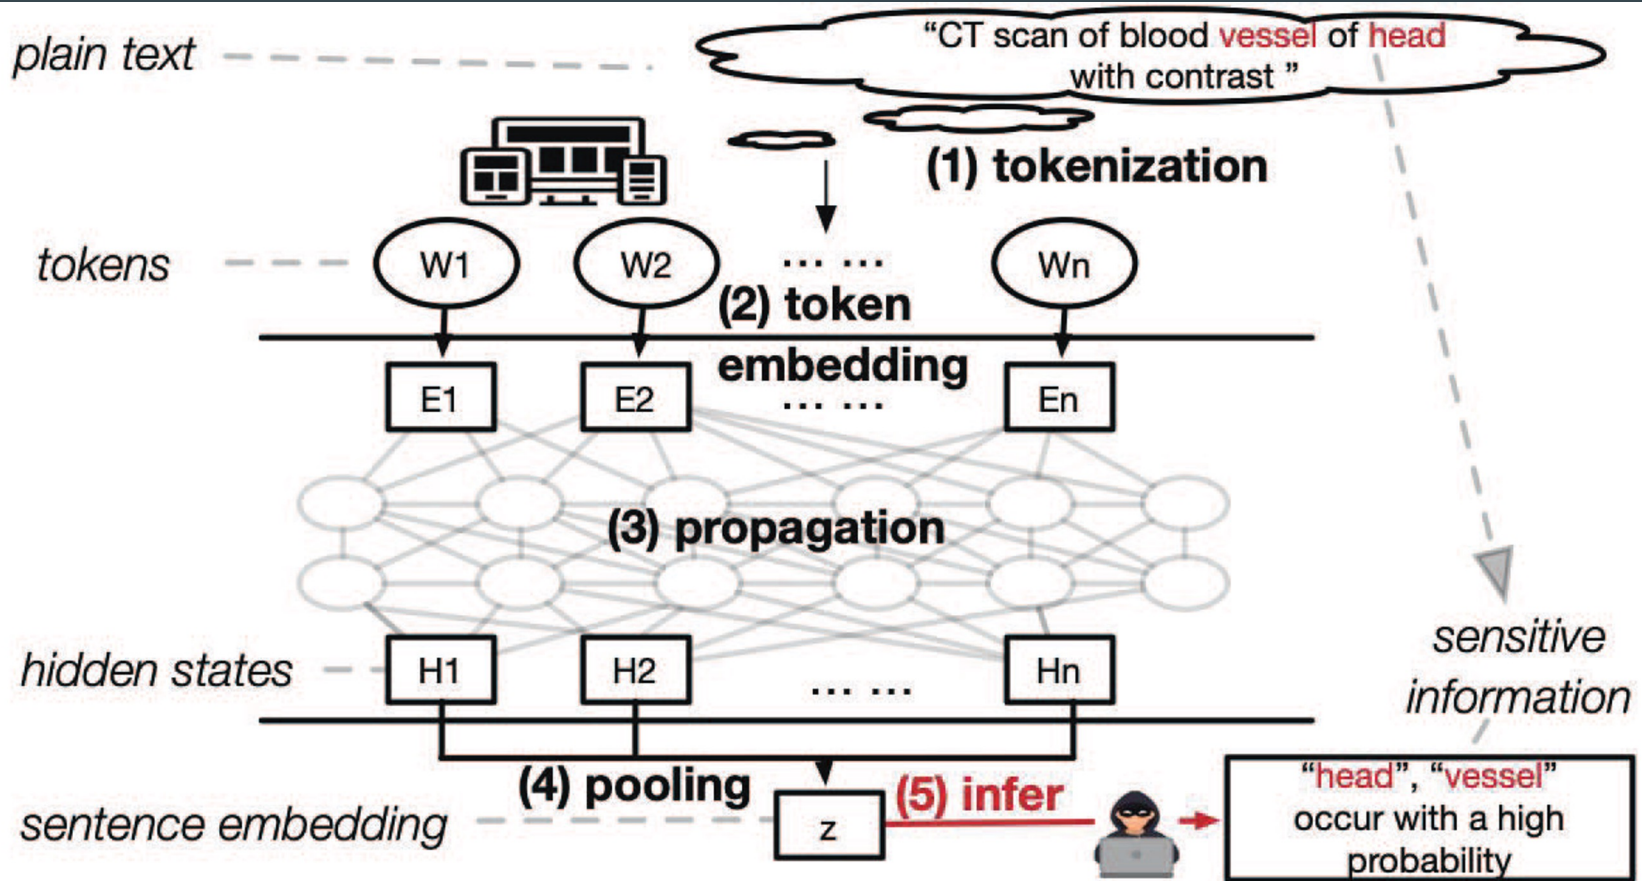 plain text
“CT scan of blood vessel of head
with contrast ”
(1) tokenization
tokens
W1
W2
... ...
Wn
(2) token
embedding
E1
E2
... ...
En
(3) propagation
hidden states
H1
H2
... ...
Hn
sensitive
information
(4) pooling
sentence embedding
z
(5) infer
“head”, “vessel”
occur with a high
probability